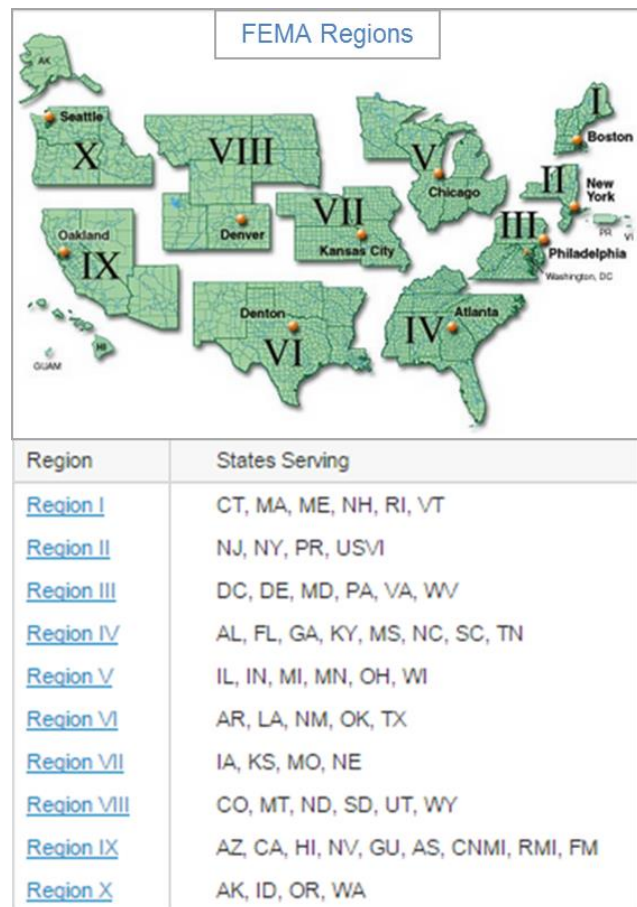 FEMA Regions
AK
Seattle
X
VIII
V
Chicago
I
Boston
II
New
York
PR
VI
III
Philadelphia
Washington, DC
Oakland
IX
Denver
VII
Kansas City
HI
GUAM
Denton
VI
IV
Atlanta
Region States Serving
Region I CT, MA, ME, NH, RI, VT
Region II NJ, NY, PR, USVI
Region III DC, DE, MD, PA, VA, WV
Region IV AL, FL, GA, KY, MS, NC, SC, TN
Region V IL, IN, MI, MN, OH, WI
Region VI AR, LA, NM, OK, TX
Region VII IA, KS, MO, NE
Region VIII CO, MT, ND, SD, UT, WY
Region IX AZ, CA, HI, NV, GU, AS, CNMI, RMI, FM
Region X AK, ID, OR, WA